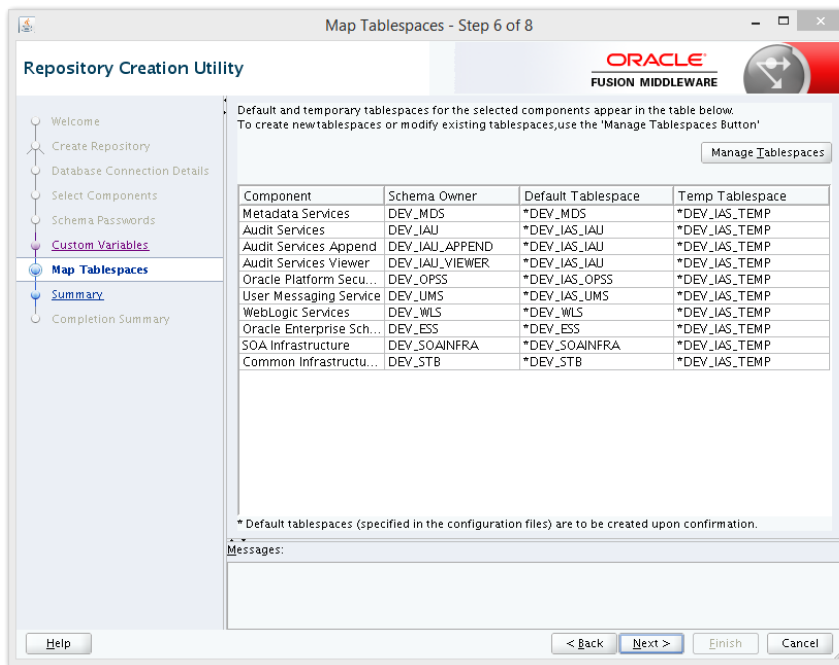 Map Tablespaces - Step 6 of 8
Repository Creation Utility
ORACLE
FUSION MIDDLEWARE
Welcome
Create Repository
Database Connection Details
Select Components
Schema Passwords
Custom Variables
Map Tablespaces
Summary
Completion Summary
Default and temporary tablespaces for the selected components appear in the table below.
To create new tablespaces or modify existing tablespaces,use the 'Manage Tablespaces Button'
Manage Tablespaces
Component Schema Owner Default Tablespace Temp Tablespace
Metadata Services DEV_MDS *DEV_MDS *DEV_IAS_TEMP
Audit Services DEV_IAU *DEV_IAS_IAU *DEV_IAS_TEMP
Audit Services Append DEV_IAU_APPEND *DEV_IAS_IAU *DEV_IAS_TEMP
Audit Services Viewer DEV_IAU_VIEWER *DEV_IAS_IAU *DEV_IAS_TEMP
Oracle Platform Secu... DEV_OPSS *DEV_IAS_OPSS *DEV_IAS_TEMP
User Messaging Service DEV_UMS *DEV_IAS_UMS *DEV_IAS_TEMP
WebLogic Services DEV_WLS *DEV_WLS *DEV_IAS_TEMP
Oracle Enterprise Sch... DEV_ESS *DEV_ESS *DEV_IAS_TEMP
SOA Infrastructure DEV_SOAINFRA *DEV_SOAINFRA *DEV_IAS_TEMP
Common Infrastructu... DEV_STB *DEV_STB *DEV_IAS_TEMP
* Default tablespaces (specified in the configuration files) are to be created upon confirmation.
Messages:
Help
< Back
Next >
Finish
Cancel